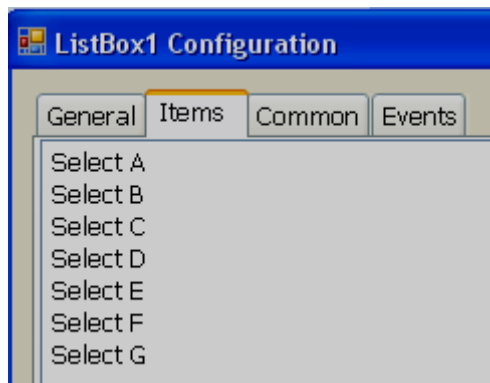 ListBox1 Configuration
General Items Common Events
Select A
Select B
Select C
Select D
Select E
Select F
Select G